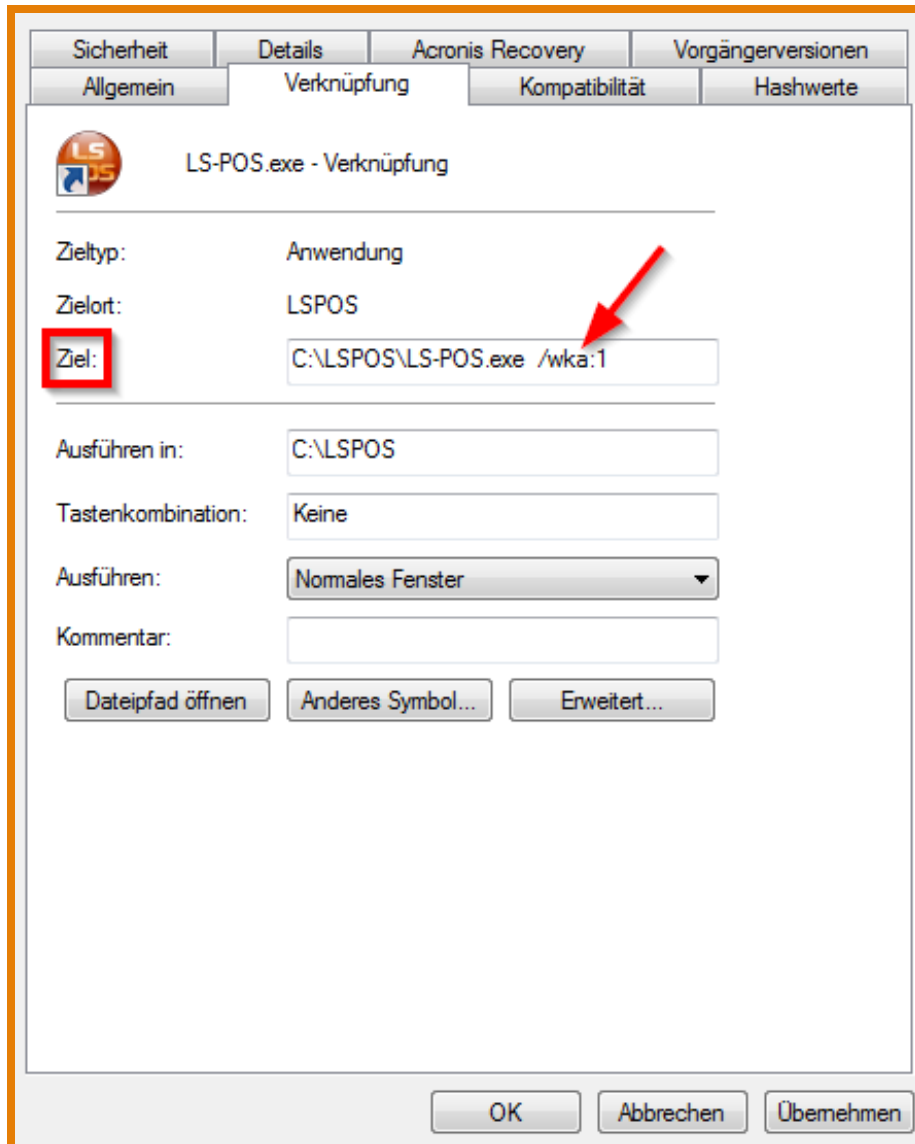 Sicherheit Details Acronis Recovery Vorgängerversionen
Allgemein Verknüpfung Kompatibilität Hashwerte
LS
POS
LS-POS.exe - Verknüpfung
Zieltyp: Anwendung
Zielort: LSPOS
Ziel: C:\LSPOS\LS-POS.exe  /wka:1
Ausführen in: C:\LSPOS
Tastenkombination: Keine
Ausführen: Normales Fenster
Kommentar:
Dateipfad öffnen Anderes Symbol... Erweitert...
OK Abbrechen Übernehmen